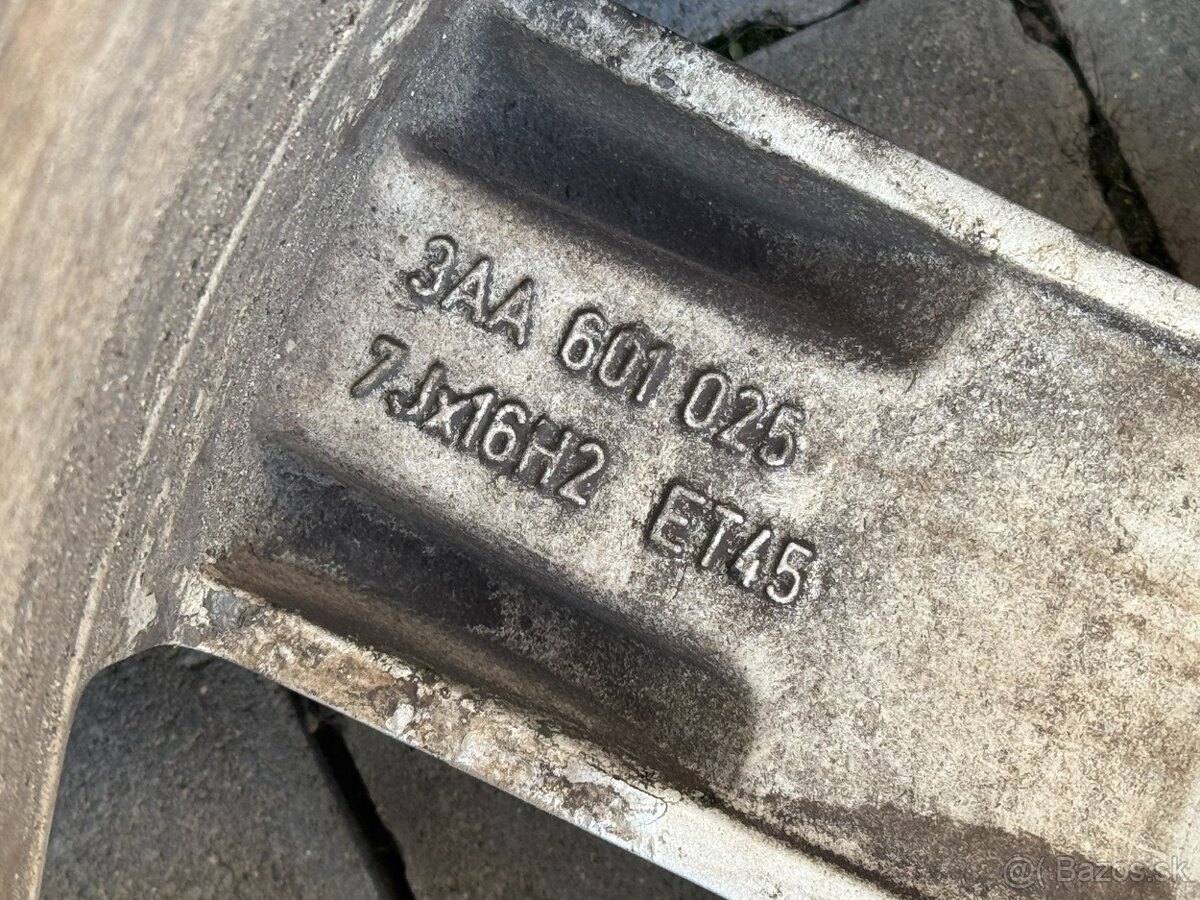 3AA 601 025
7Jx16H2 ET45
@( Bazos.sk